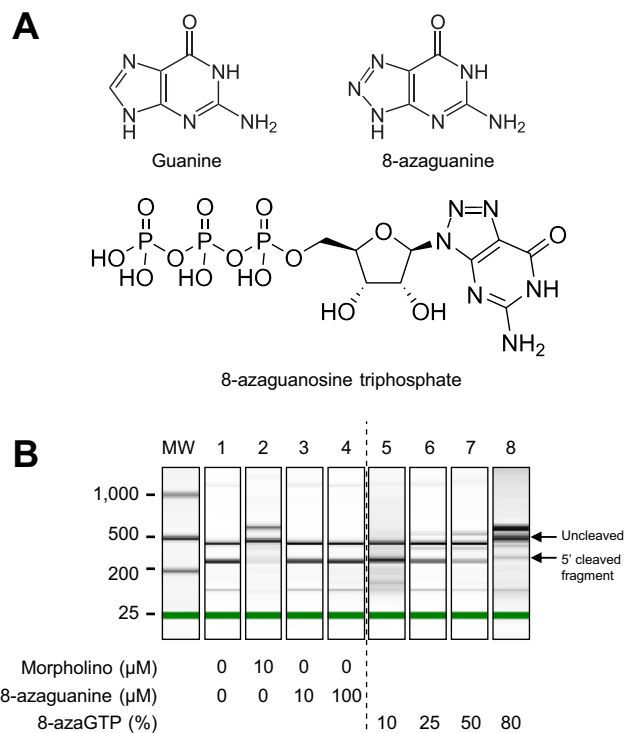 A
Guanine
8-azaguanine
O
N
NH
N
H
N
NH2
O
N
N
NH
N
H
N
NH2
O O O
HO P O P O P O
HO HO HO
O
HO OH
N N=N
O
N NH
NH2
8-azaguanosine triphosphate
B
MW 1 2 3 4 5 6 7 8
1,000
500
200
25
Uncleaved
5' cleaved
fragment
Morpholino (µM) 0 10 0 0
8-azaguanine (µM) 0 0 10 100
8-azaGTP (%) 10 25 50 80